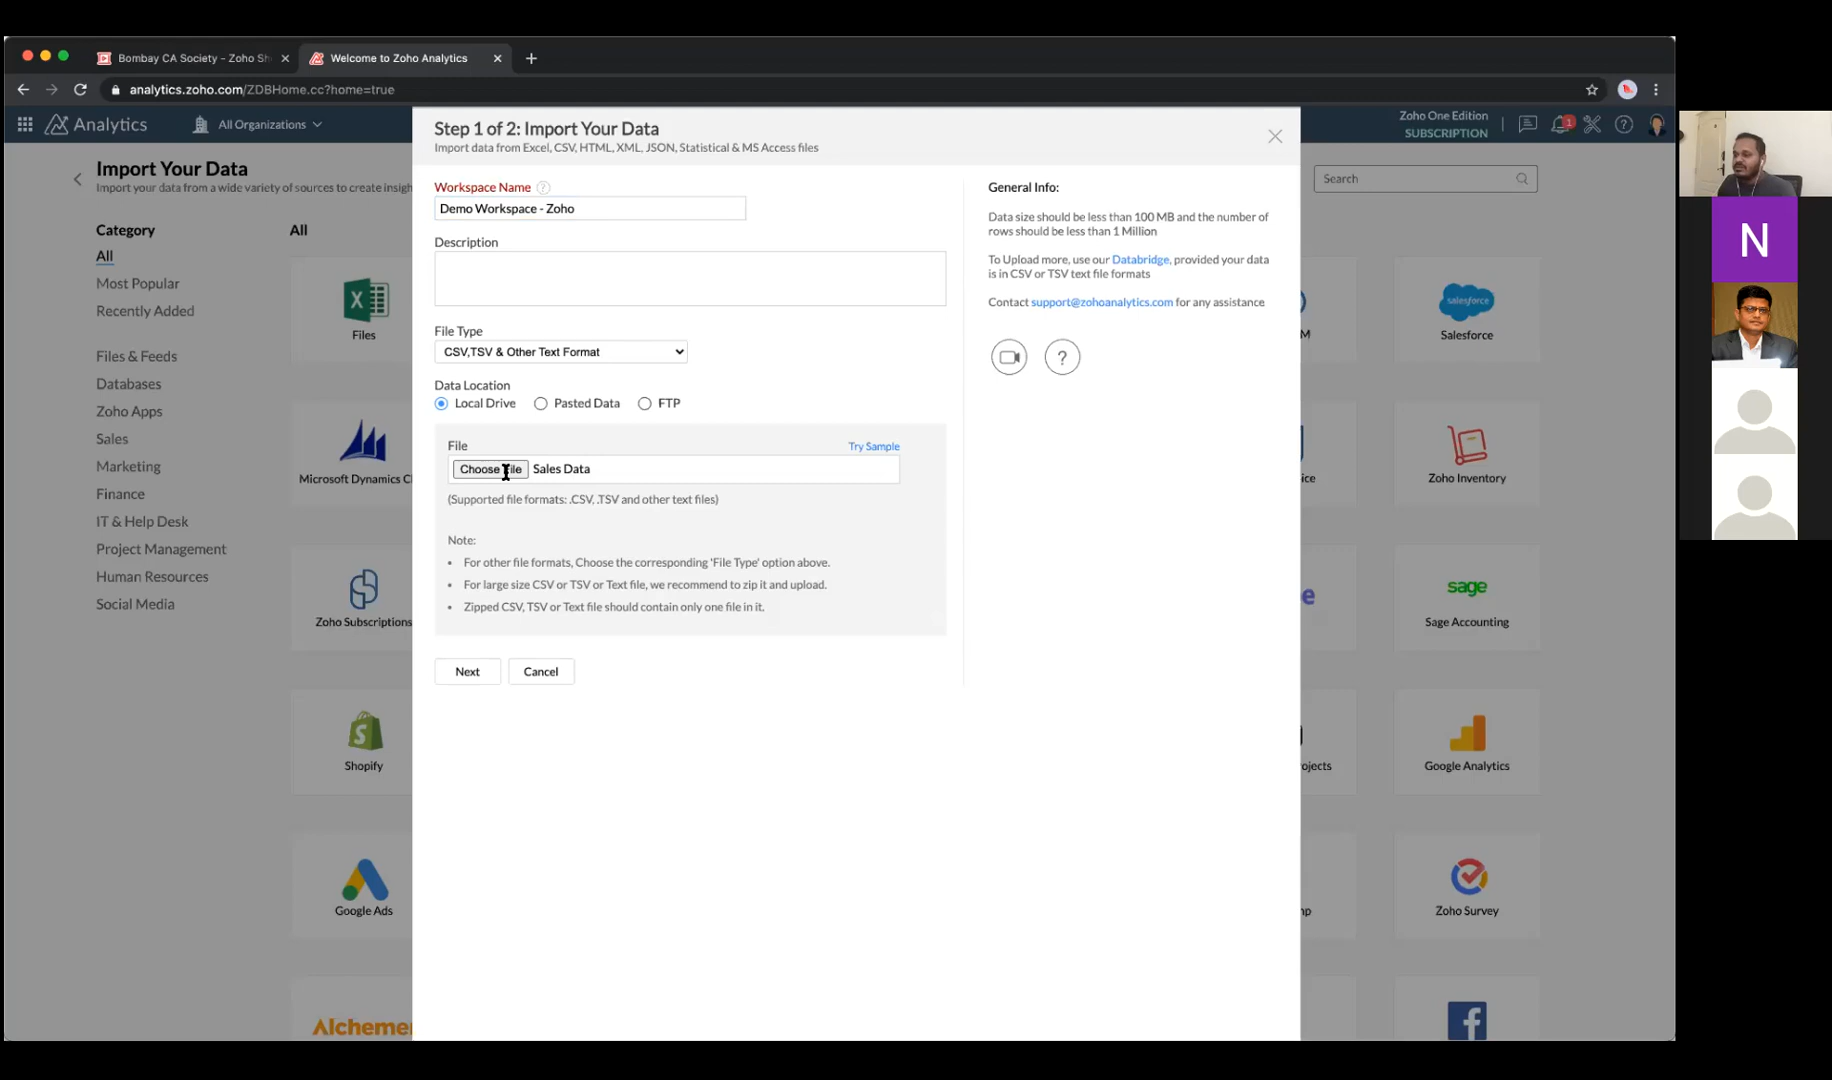 Bombay CA Society - Zoho Sh
Welcome to Zoho Analytics
analytics.zoho.com/ZDBHome.cc?home=true
Analytics
All Organizations
Zoho One Edition
SUBSCRIPTION
1
Import Your Data
Import your data from a wide variety of sources to create insigh
Search
Category
All
Most Popular
Recently Added
Files & Feeds
Databases
Zoho Apps
Sales
Marketing
Finance
IT & Help Desk
Project Management
Human Resources
Social Media
All
Files
Microsoft Dynamics C
Zoho Subscriptions
Shopify
Google Ads
Alchemer
Step 1 of 2: Import Your Data
Import data from Excel, CSV, HTML, XML, JSON, Statistical & MS Access files
Workspace Name ?
Demo Workspace - Zoho
Description
File Type
CSV,TSV & Other Text Format
Data Location
Local Drive
Pasted Data
FTP
File
Try Sample
Choose File Sales Data
(Supported file formats: .CSV, .TSV and other text files)
Note:
• For other file formats, Choose the corresponding 'File Type' option above.
• For large size CSV or TSV or Text file, we recommend to zip it and upload.
• Zipped CSV, TSV or Text file should contain only one file in it.
Next
Cancel
General Info:
Data size should be less than 100 MB and the number of
rows should be less than 1 Million
To Upload more, use our Databridge, provided your data
is in CSV or TSV text file formats
Contact support@zohoanalytics.com for any assistance
?
M
ice
e
ojects
np
salesforce
Salesforce
Zoho Inventory
sage
Sage Accounting
Google Analytics
Zoho Survey
N